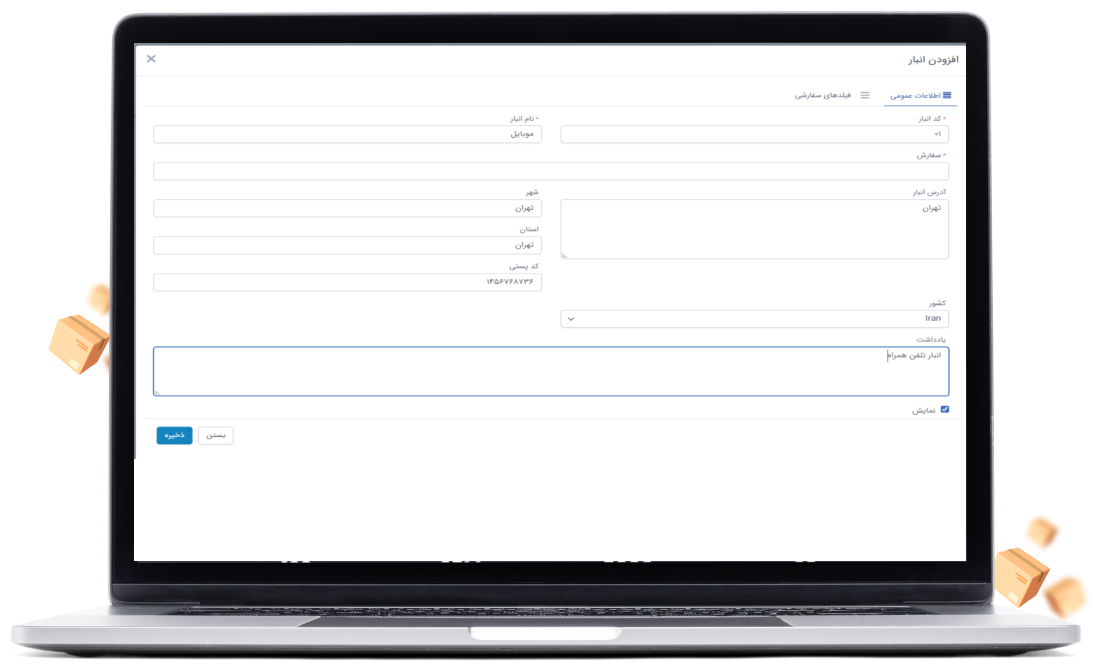 افزودن انبار
اطلاعات عمومی فیلدهای سفارشی
* کد انبار * نام انبار
۰۱ موبایل
* سفارش
آدرس انبار شهر
تهران تهران
استان
تهران
کد پستی
۱۴۵۶۷۶۸۷۳۶
کشور
Iran
یادداشت
انبار تلفن همراه
نمایش
بستن ذخیره